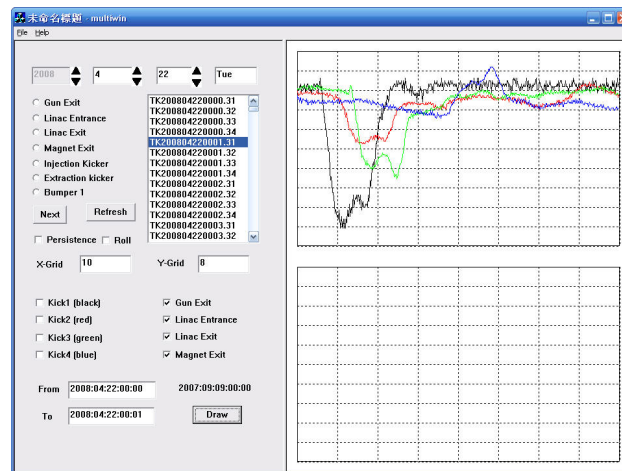 未命名標題 - multiwin
File Help
2008 4 22 Tue
Gun Exit
Linac Entrance
Linac Exit
Magnet Exit
Injection Kicker
Extraction kicker
Bumper 1
TK200804220000.31
TK200804220000.32
TK200804220000.33
TK200804220000.34
TK200804220001.31
TK200804220001.32
TK200804220001.33
TK200804220001.34
TK200804220002.31
TK200804220002.32
TK200804220002.33
TK200804220002.34
TK200804220003.31
TK200804220003.32
Next Refresh
Persistence Roll
X-Grid 10 Y-Grid 8
Kick1 (black) Gun Exit
Kick2 (red) Linac Entrance
Kick3 (green) Linac Exit
Kick4 (blue) Magnet Exit
From 2008:04:22:00:00 2007:09:09:00:00
To 2008:04:22:00:01 Draw